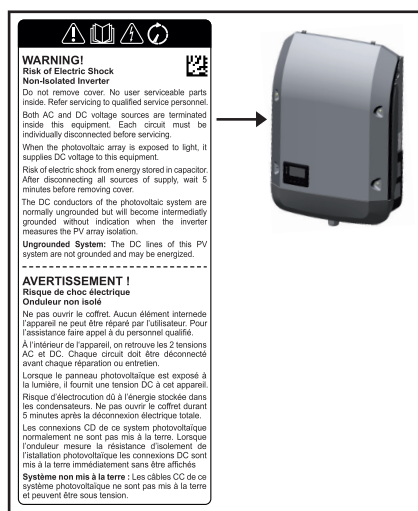 WARNING!
Risk of Electric Shock
Non-Isolated Inverter
Do not remove cover. No user serviceable parts
inside. Refer servicing to qualified service personnel.
Both AC and DC voltage sources are terminated
inside this equipment. Each circuit must be
individually disconnected before servicing.
When the photovoltaic array is exposed to light, it
supplies DC voltage to this equipment.
Risk of electric shock from energy stored in capacitor.
After disconnecting all sources of supply, wait 5
minutes before removing cover.
The DC conductors of the photovoltaic system are
normally ungrounded but will become intermediatly
grounded without indication when the inverter
measures the PV array isolation.
Ungrounded System: The DC lines of this PV
system are not grounded and may be energized.
AVERTISSEMENT !
Risque de choc électrique
Onduleur non isolé
Ne pas ouvrir le coffret. Aucun élément internede
l'appareil ne peut être réparé par l'utilisateur. Pour
l'assistance faire appel à du personnel qualifié.
À l'intérieur de l'appareil, on retrouve les 2 tensions
AC et DC. Chaque circuit doit être déconnecté
avant chaque réparation ou entretien.
Lorsque le panneau photovoltaïque est exposé à
la lumière, il fournit une tension DC à cet appareil.
Risque d'électrocution dû à l'énergie stockée dans
les condensateurs. Ne pas ouvrir le coffret durant
5 minutes après la déconnexion électrique totale.
Les connexions CD de ce system photovoltaïque
normalement ne sont pas mis à la terre. Lorsque
l'onduleur mesure la résistance d'isolement de
l'istallation photovoltaïque les connexions DC sont
mis à la terre immédiatement sans être affichés
Système non mis à la terre : Les câbles CC de ce
système photovoltaïque ne sont pas mis à la terre
et peuvent être sous tension.